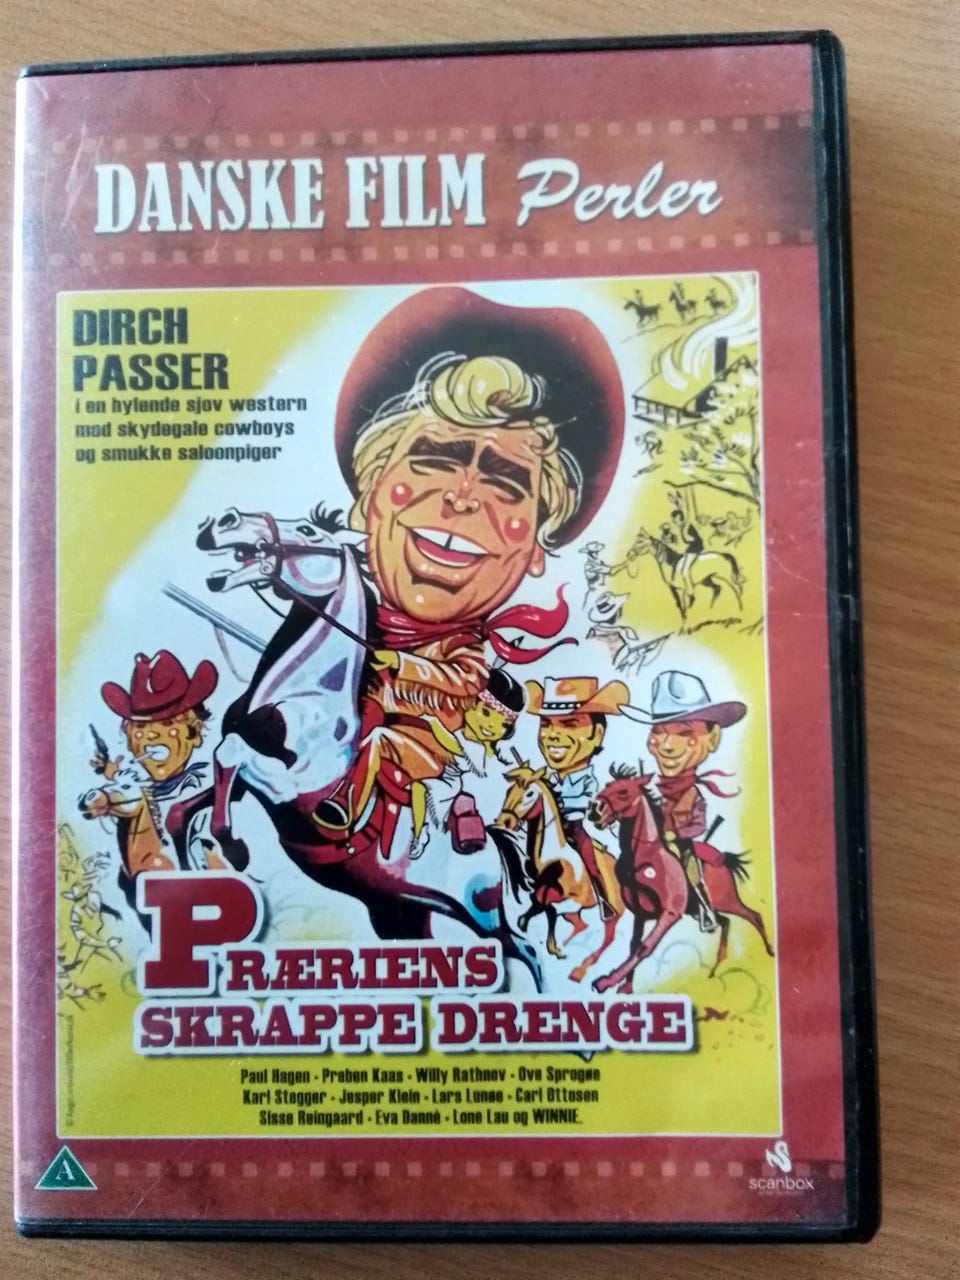 DANSKE FILM Perler
DIRCH
PASSER
i en hylende sjov western
med skydegale cowboys
og smukke saloonpiger
PRÆRIENS
SKRAPPE DRENGE
Paul Hagen · Preben Kaas · Willy Rathnov · Ove Sprogøe
Karl Stegger · Jesper Klein · Lars Lunøe · Carl Ottosen
Sisse Reingaard · Eva Danné · Lone Lau og WINNIE.
A
scanbox